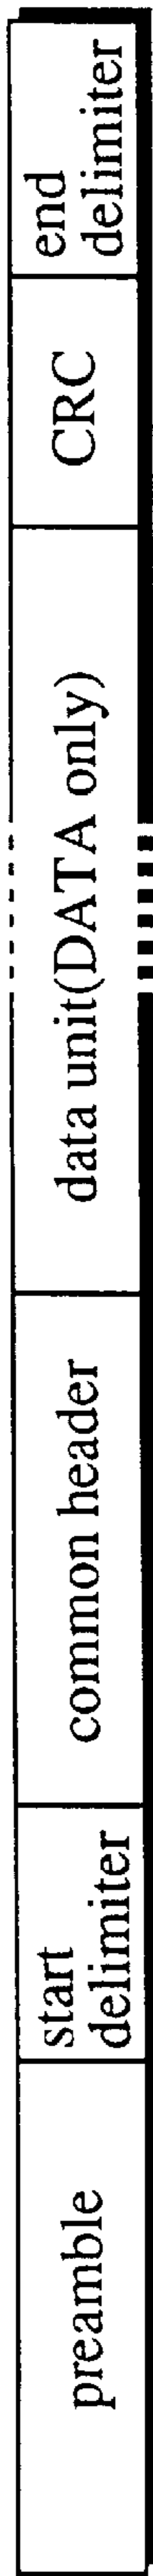 preamble
start
delimiter
common header
data unit(DATA only)
CRC
end
delimiter